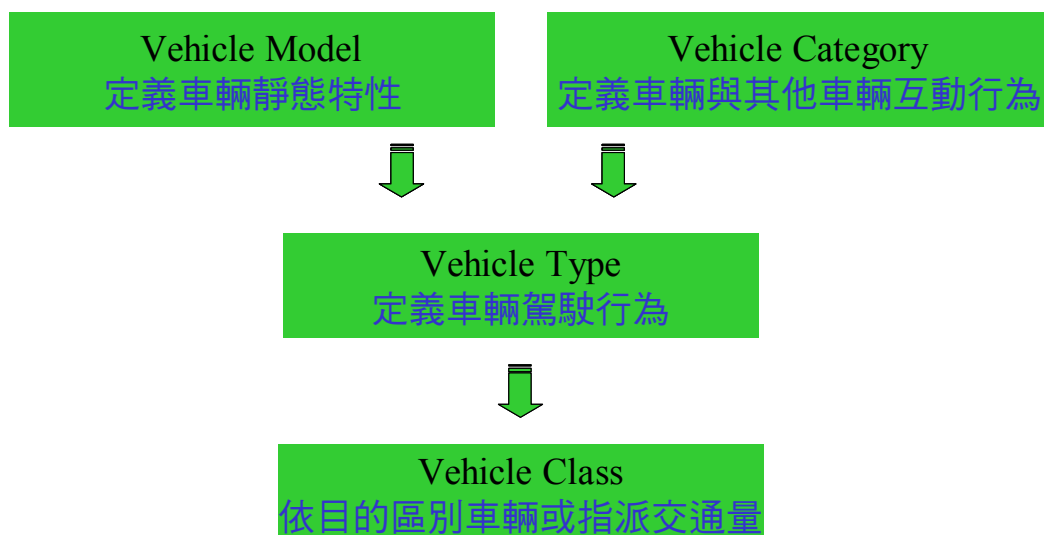 Vehicle Model
定義車輛靜態特性
Vehicle Category
定義車輛與其他車輛互動行為
Vehicle Type
定義車輛駕駛行為
Vehicle Class
依目的區別車輛或指派交通量